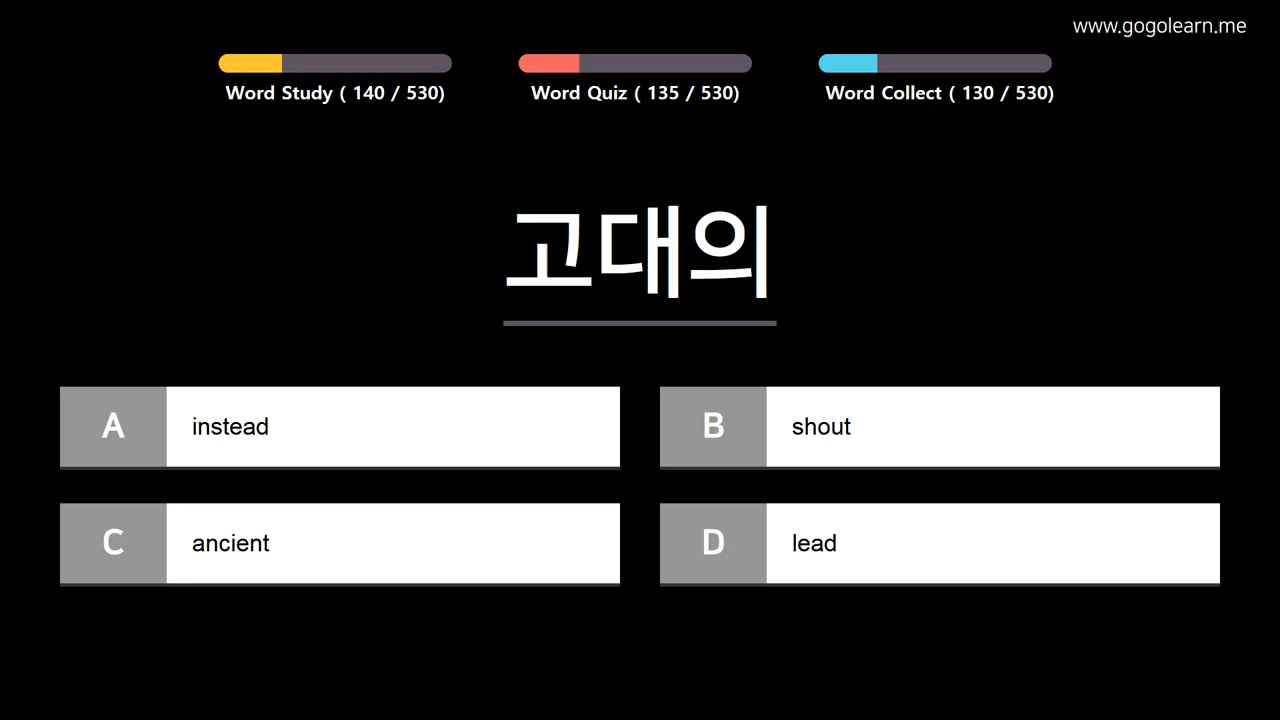 www.gogolearn.me
Word Study ( 140 / 530)
Word Quiz ( 135 / 530)
Word Collect ( 130 / 530)
고대의
A
instead
B
shout
C
ancient
D
lead